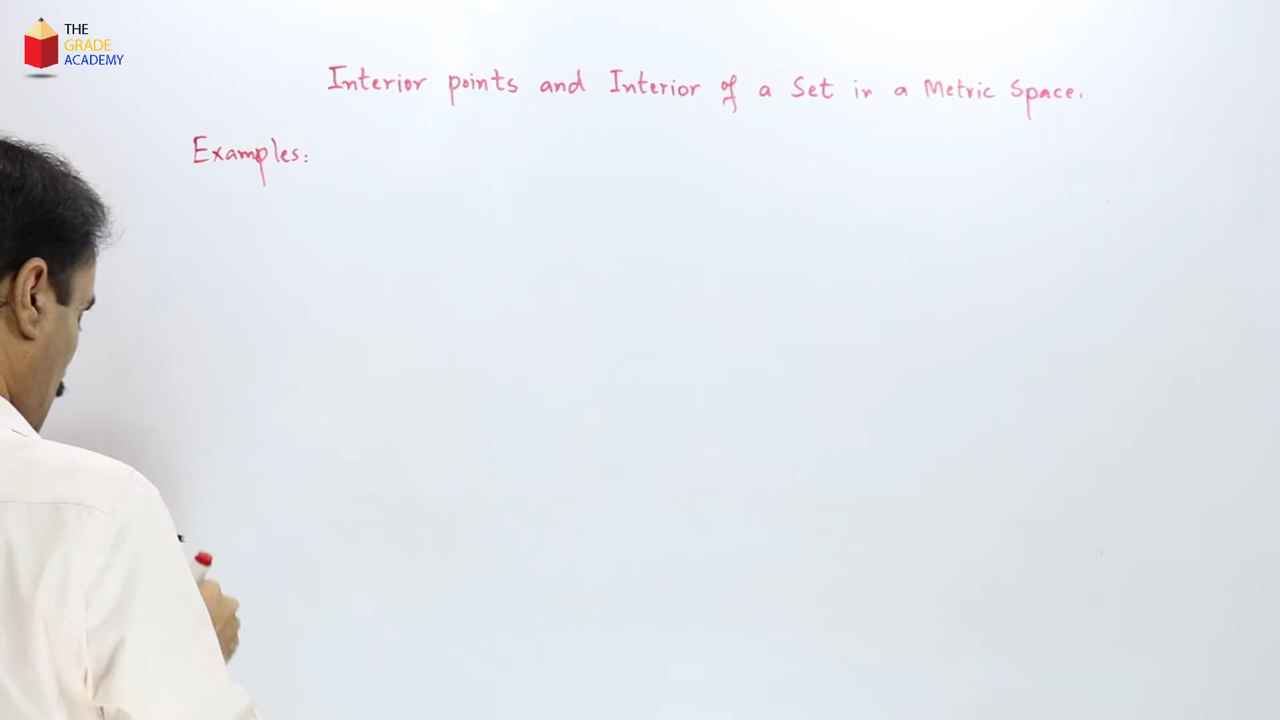 THE
GRADE
ACADEMY
Interior points and Interior of a Set in a Metric Space.
Examples: